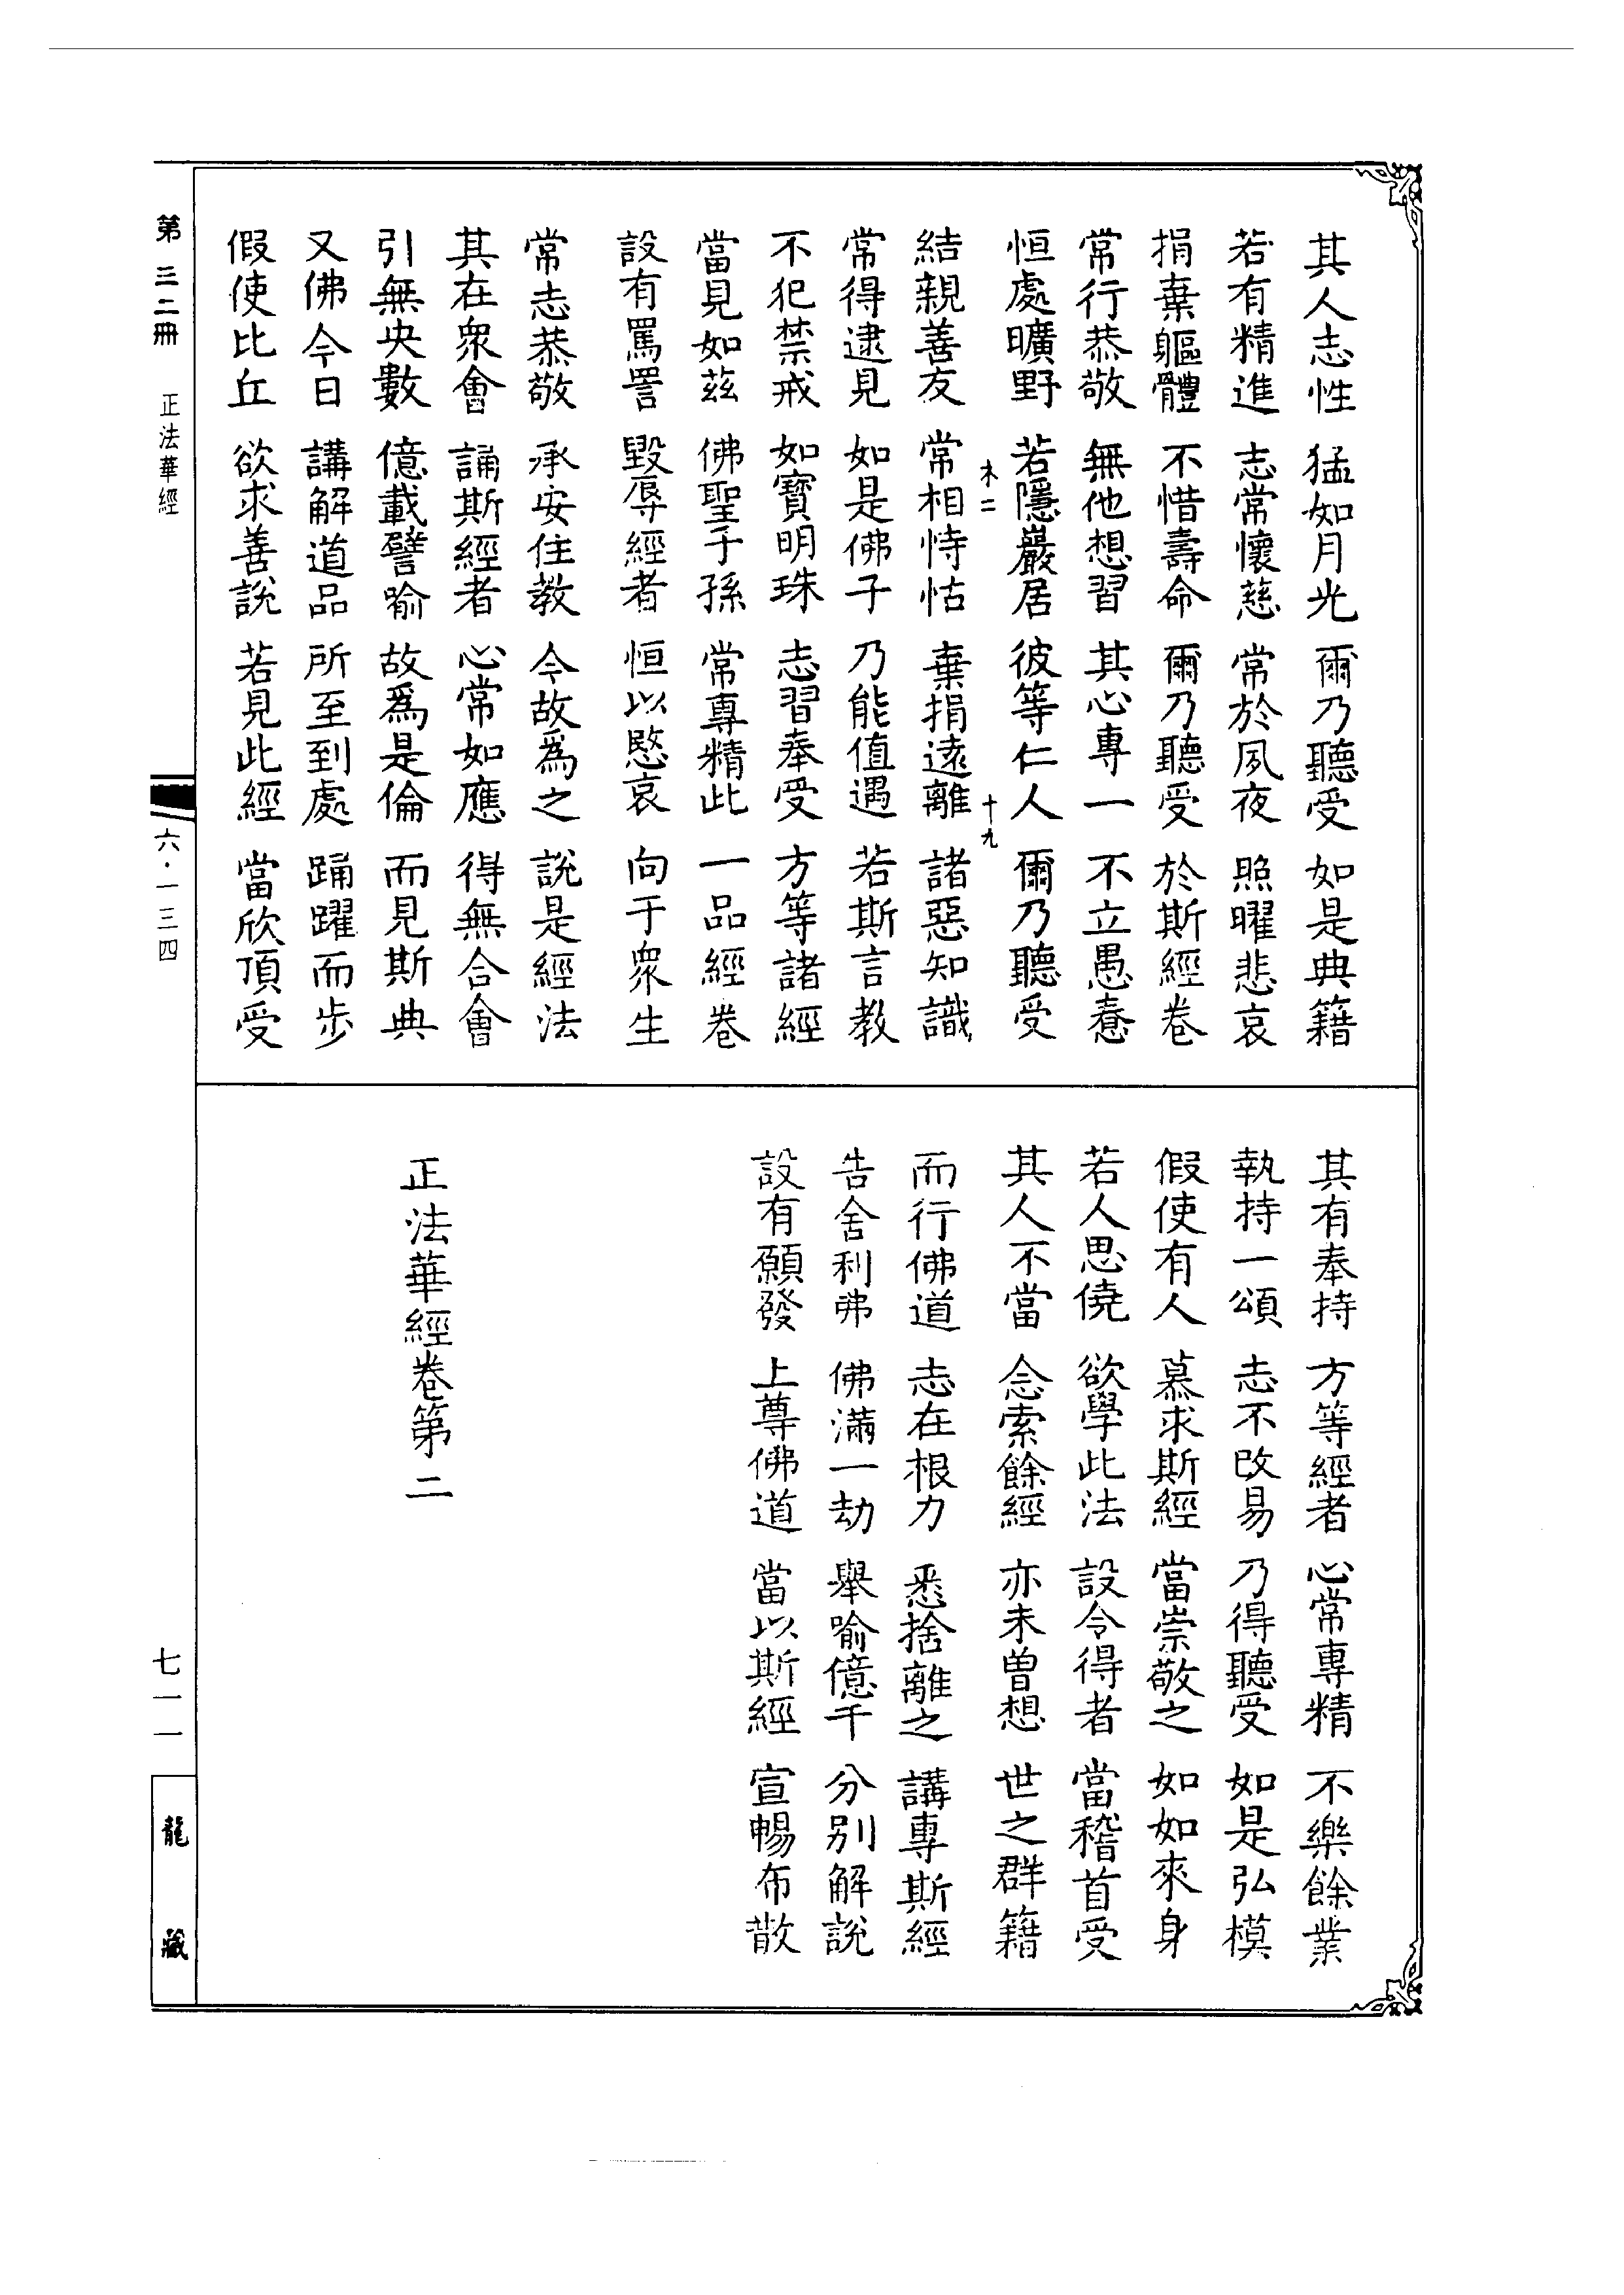 其人志性　猛如月光　爾乃聽受　如是典籍
若有精進　志常懷慈　常於夙夜　照曜悲哀
捐棄軀體　不惜壽命　爾乃聽受　於斯經卷
常行恭敬　無他想習　其心專一　不立愚憃
恒處曠野　若隱巖居　彼等仁人　爾乃聽受
木二　十九
結親善友　常相恃怙　棄捐遠離　諸惡知識
常得逮見　如是佛子　乃能值遇　若斯言教
不犯禁戒　如寶明珠　志習奉受　方等諸經
當見如茲　佛聖子孫　常專精此　一品經卷
設有罵詈　毀辱經者　恒以愍哀　向于眾生
常志恭敬　承安住教　今故為之　說是經法
其在眾會　誦斯經者　心常如應　得無合會
引無央數　億載譬喻　故為是倫　而見斯典
又佛今日　講解道品　所至到處　踊躍而步
假使比丘　欲求善說　若見此經　當欣頂受
其有奉持　方等經者　心常專精　不樂餘業
執持一頌　志不改易　乃得聽受　如是弘模
假使有人　慕求斯經　當崇敬之　如如來身
若人思僥　欲學此法　設令得者　當稽首受
其人不當　念索餘經　亦未曾想　世之群籍
而行佛道　志在根力　悉捨離之　講專斯經
告舍利弗　佛滿一劫　舉喻億千　分別解說
設有願發　上尊佛道　當以斯經　宣暢布散
正法華經卷第二
第三二冊　正法華經　六·一三四　七一一　龍藏